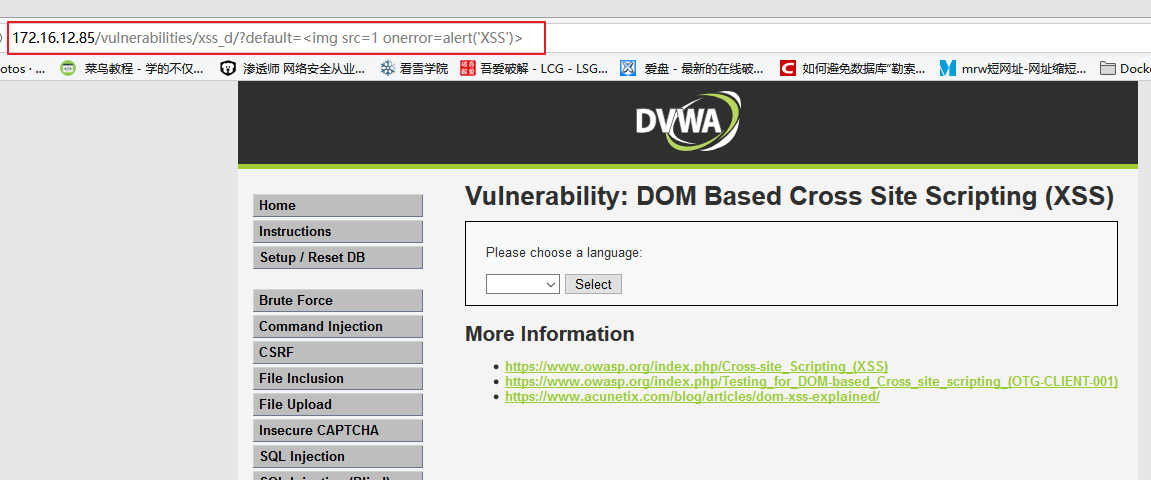 172.16.12.85/vulnerabilities/xss_d/?default=<img src=1 onerror=alert('XSS')>
otos · ... 菜鸟教程 - 学的不仅... 渗透师 网络安全从业... 看雪学院 吾爱破解 - LCG - LSG... 爱盘 - 最新的在线破... 如何避免数据库“勒索... mrw短网址-网址缩短... Docke
DVWA
Vulnerability: DOM Based Cross Site Scripting (XSS)
Home
Instructions
Setup / Reset DB
Brute Force
Command Injection
CSRF
File Inclusion
File Upload
Insecure CAPTCHA
SQL Injection
SQL Injection (Blind)
Please choose a language:
Select
More Information
https://www.owasp.org/index.php/Cross-site_Scripting_(XSS)
https://www.owasp.org/index.php/Testing_for_DOM-based_Cross_site_scripting_(OTG-CLIENT-001)
https://www.acunetix.com/blog/articles/dom-xss-explained/